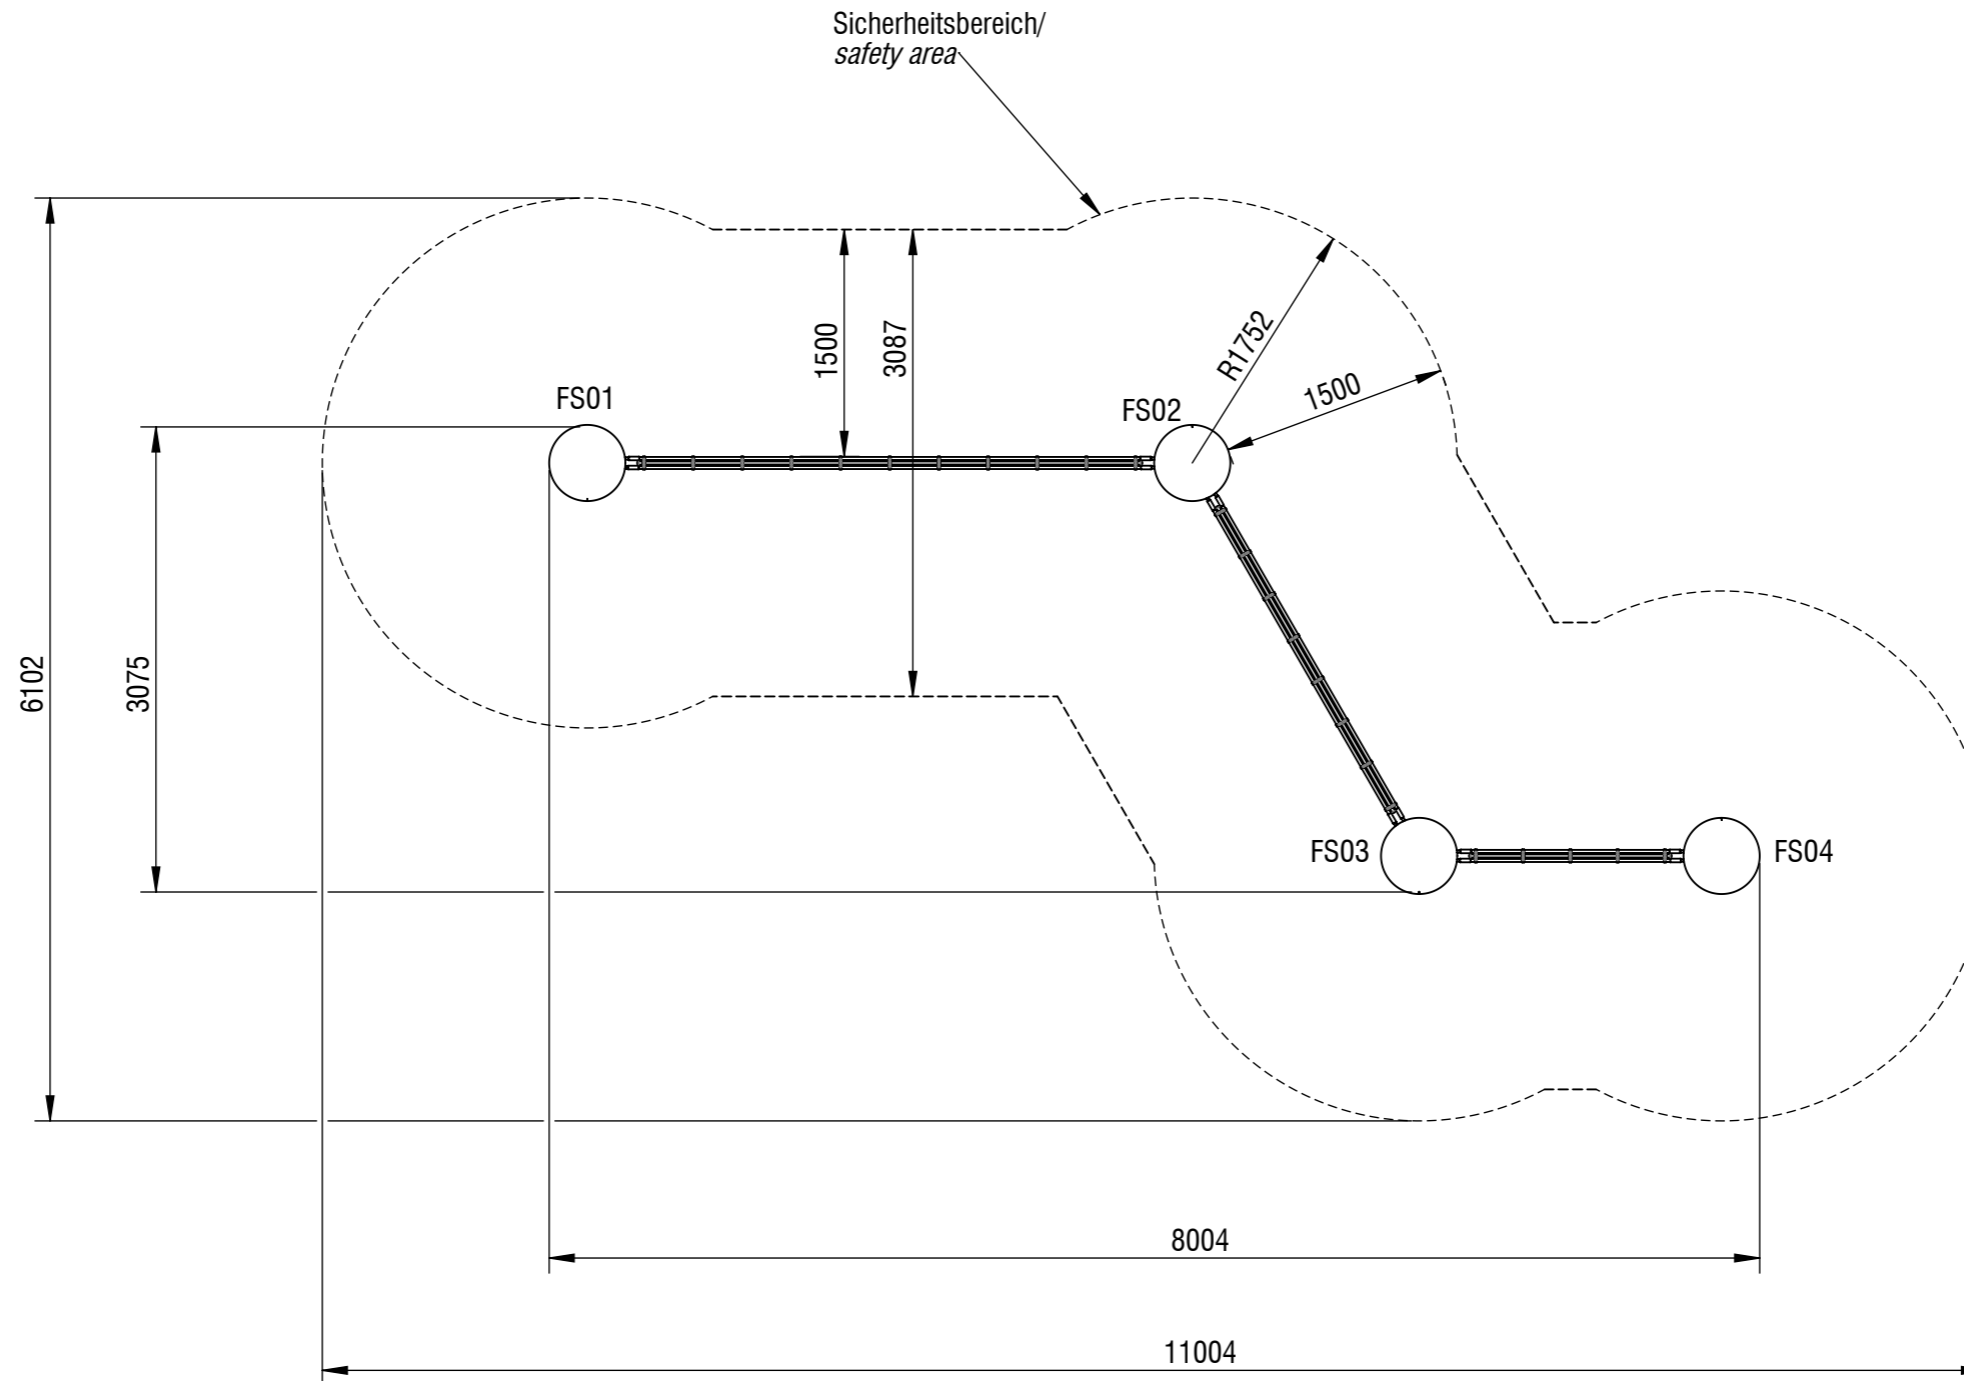 Sicherheitsbereich/
safety area
1500
3087
R1752
1500
FS01
FS02
6102
3075
FS03
FS04
8004
11004